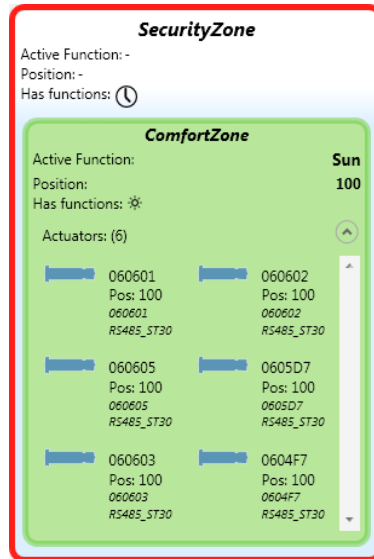 SecurityZone
Active Function: -
Position: -
Has functions:
ComfortZone
Active Function: Sun
Position: 100
Has functions:
Actuators: (6)
060601 060602
Pos: 100 Pos: 100
060601 060602
RS485_ST30 RS485_ST30
060605 0605D7
Pos: 100 Pos: 100
060605 0605D7
RS485_ST30 RS485_ST30
060603 0604F7
Pos: 100 Pos: 100
060603 0604F7
RS485_ST30 RS485_ST30